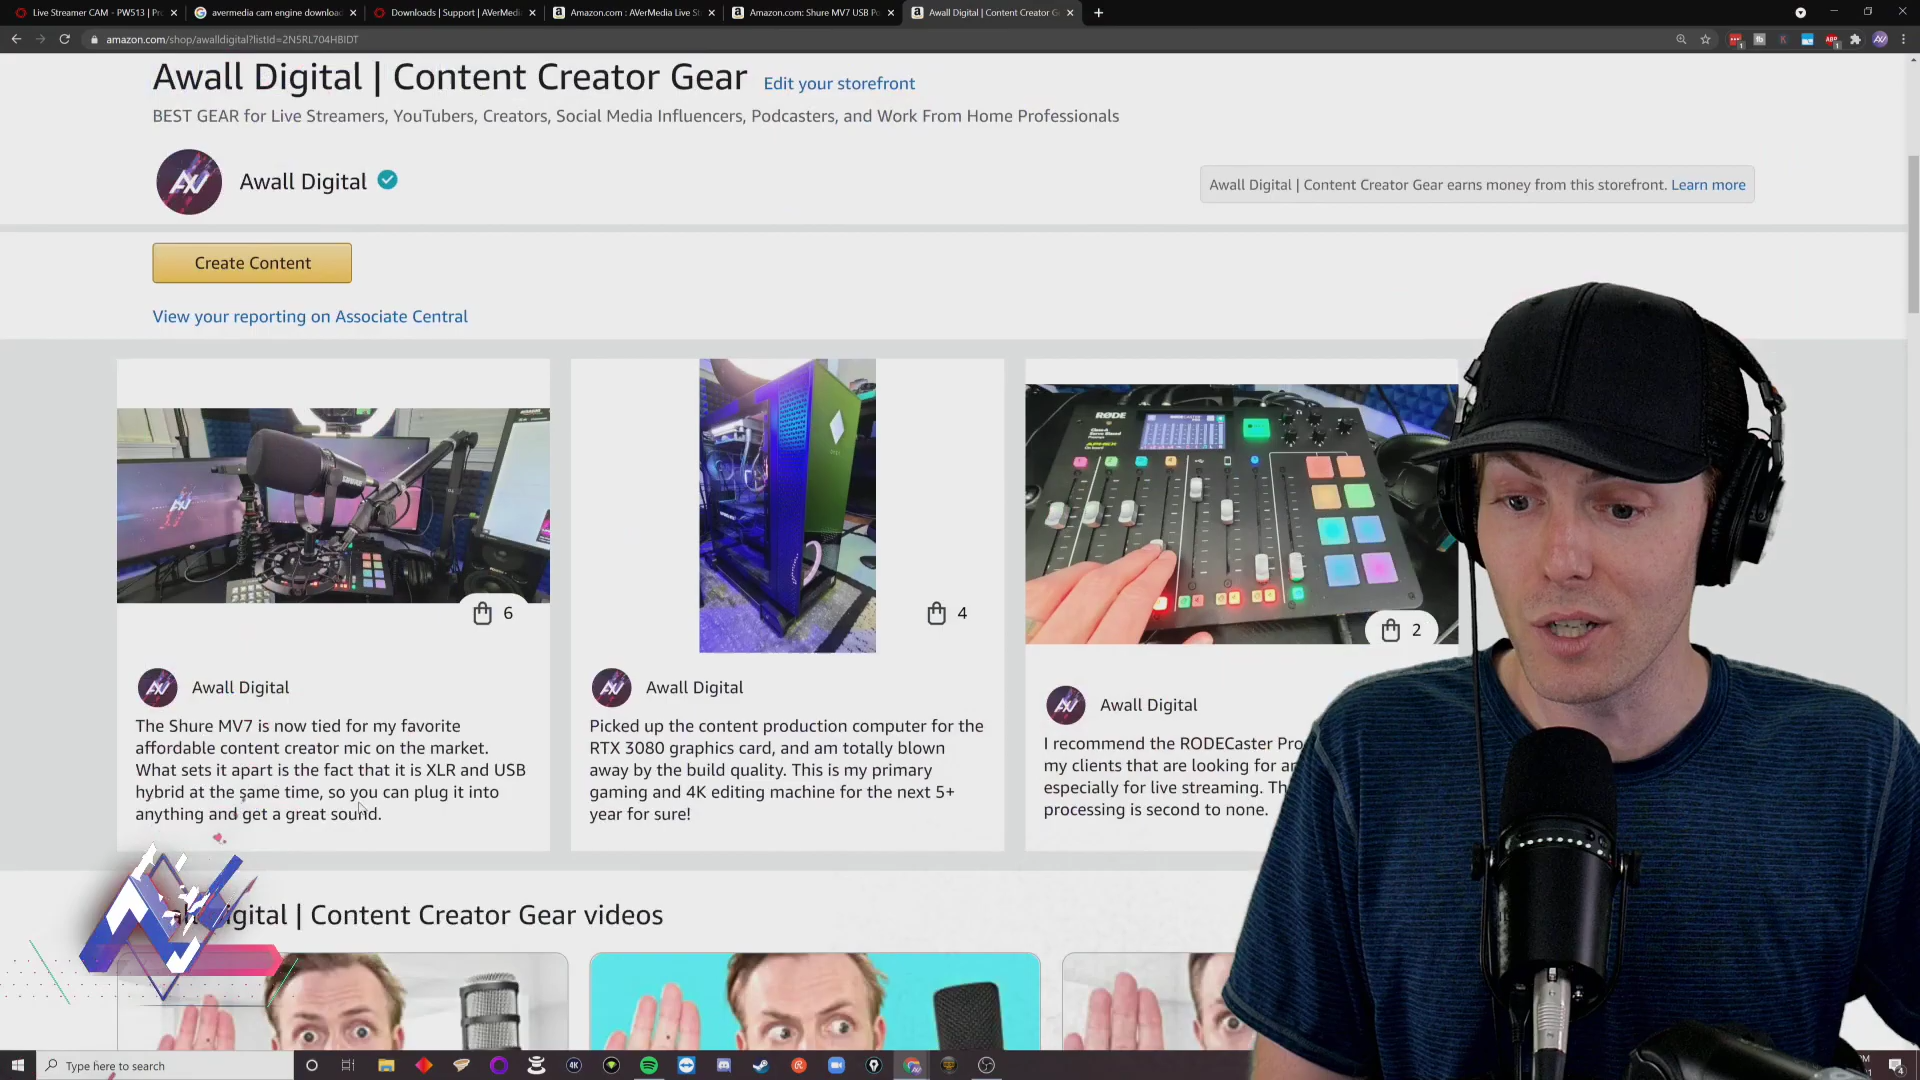 Live Streamer CAM - PW513 | Pr
avermedia cam engine download
Downloads | Support | AVerMedi
Amazon.com : AVerMedia Live St
Amazon.com: Shure MV7 USB Po
Awall Digital | Content Creator G
amazon.com/shop/awalldigital?listId=2N5RL704HBIDT
Awall Digital | Content Creator Gear
Edit your storefront
BEST GEAR for Live Streamers, YouTubers, Creators, Social Media Influencers, Podcasters, and Work From Home Professionals
Awall Digital
Awall Digital | Content Creator Gear earns money from this storefront. Learn more
Create Content
View your reporting on Associate Central
RØDE
6
4
2
Awall Digital
The Shure MV7 is now tied for my favorite
affordable content creator mic on the market.
What sets it apart is the fact that it is XLR and USB
hybrid at the same time, so you can plug it into
anything and get a great sound.
Awall Digital
Picked up the content production computer for the
RTX 3080 graphics card, and am totally blown
away by the build quality. This is my primary
gaming and 4K editing machine for the next 5+
year for sure!
Awall Digital
I recommend the RODECaster Pro
my clients that are looking for an
especially for live streaming. Th
processing is second to none.
igital | Content Creator Gear videos
Type here to search